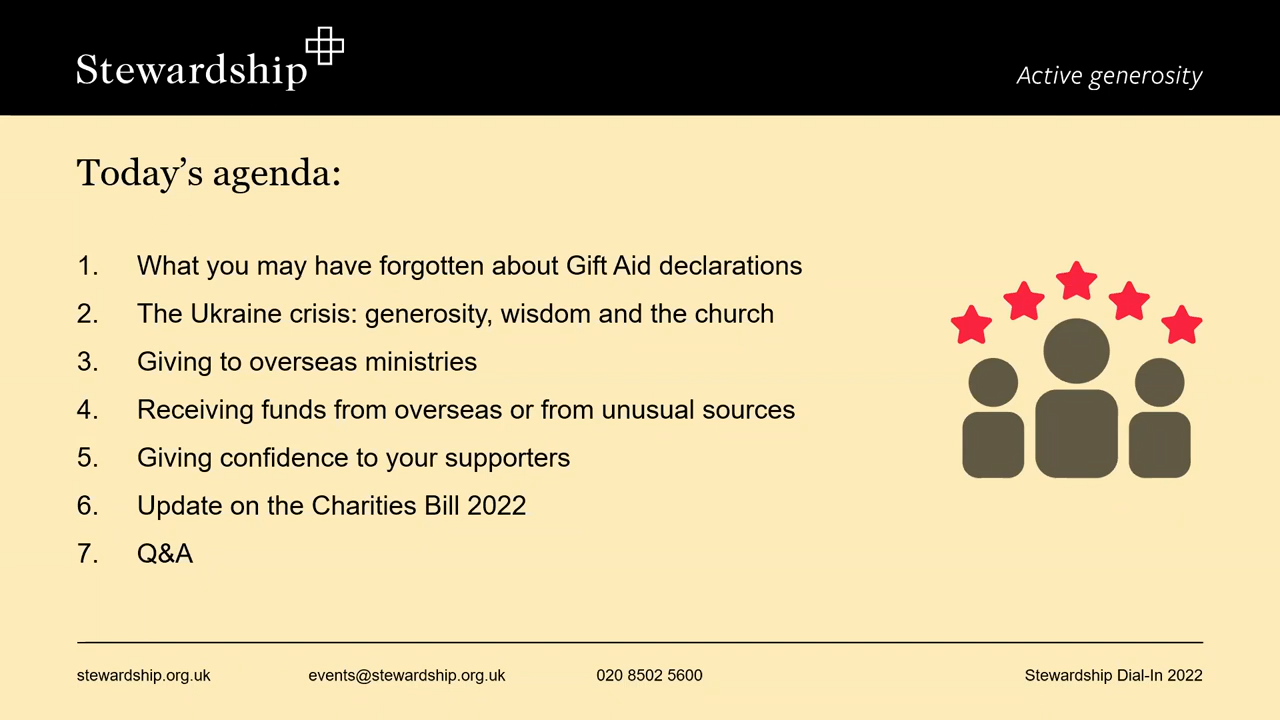 Stewardship
Active generosity
Today’s agenda:
1. What you may have forgotten about Gift Aid declarations
2. The Ukraine crisis: generosity, wisdom and the church
3. Giving to overseas ministries
4. Receiving funds from overseas or from unusual sources
5. Giving confidence to your supporters
6. Update on the Charities Bill 2022
7. Q&A
stewardship.org.uk events@stewardship.org.uk 020 8502 5600 Stewardship Dial-In 2022